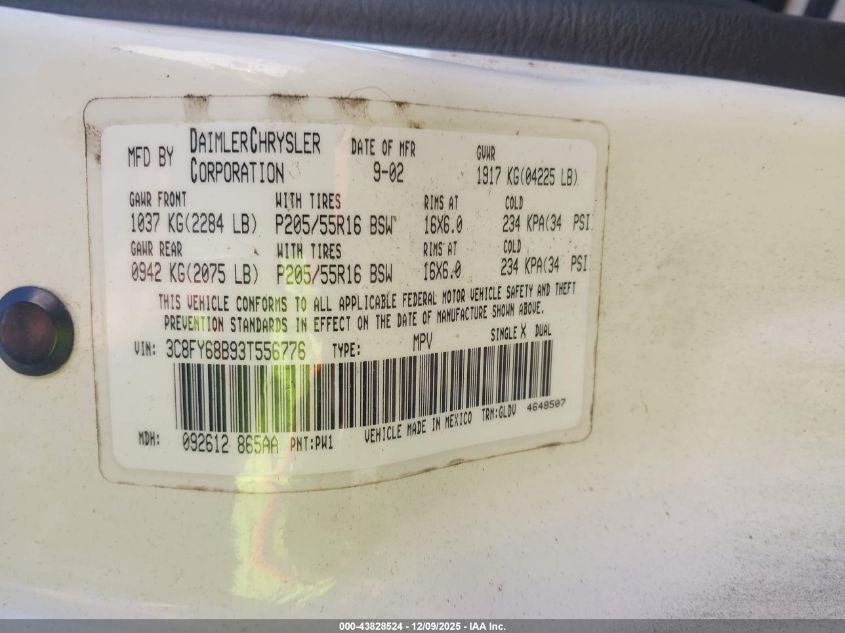 MFD BY DAIMLERCHRYSLER CORPORATION DATE OF MFR 9-02 GVWR 1917 KG(04225 LB)
GAWR FRONT WITH TIRES RIMS AT COLD
1037 KG(2284 LB) P205/55R16 BSW 16X6.0 234 KPA(34 PSI
GAWR REAR WITH TIRES RIMS AT COLD
0942 KG(2075 LB) P205/55R16 BSW 16X6.0 234 KPA(34 PSI
THIS VEHICLE CONFORMS TO ALL APPLICABLE FEDERAL MOTOR VEHICLE SAFETY AND THEFT
PREVENTION STANDARDS IN EFFECT ON THE DATE OF MANUFACTURE SHOWN ABOVE.
VIN: 3C8FY68B93T556776 TYPE: MPV SINGLE X DUAL
MDH: 092612 865AA PNT:PW1 VEHICLE MADE IN MEXICO TRM:GLDV 4648507
000-43828524 | 12/09/2025 - IAA Inc.